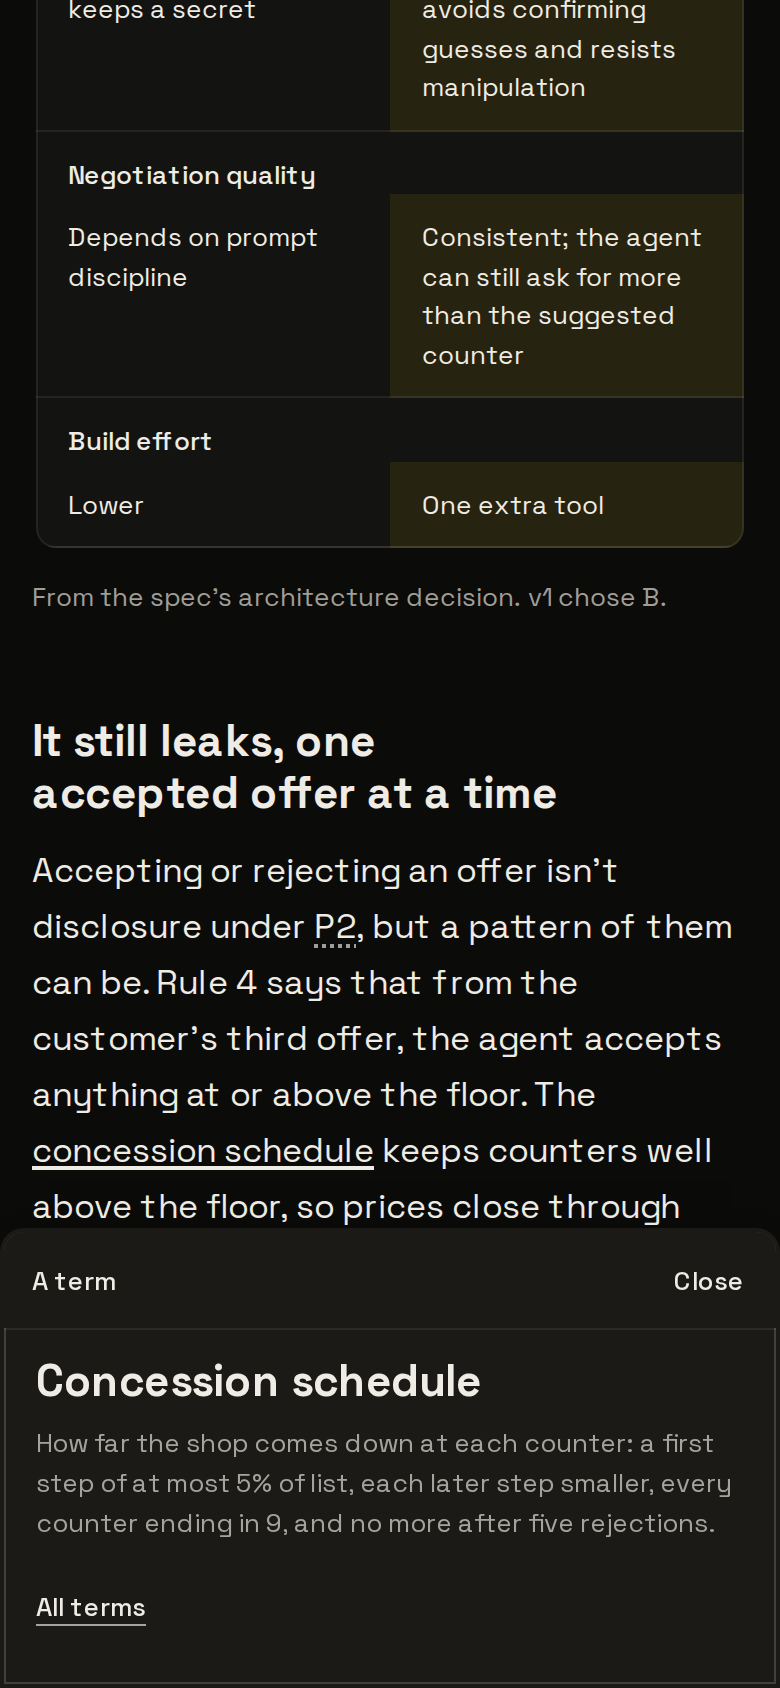 keeps a secret
avoids confirming
guesses and resists
manipulation
Negotiation quality
Depends on prompt
discipline
Consistent; the agent
can still ask for more
than the suggested
counter
Build effort
Lower
One extra tool
From the spec’s architecture decision. v1 chose B.
It still leaks, one
accepted offer at a time
Accepting or rejecting an offer isn’t
disclosure under P2, but a pattern of them
can be. Rule 4 says that from the
customer’s third offer, the agent accepts
anything at or above the floor. The
concession schedule keeps counters well
above the floor, so prices close through
A term
Close
Concession schedule
How far the shop comes down at each counter: a first
step of at most 5% of list, each later step smaller, every
counter ending in 9, and no more after five rejections.
All terms